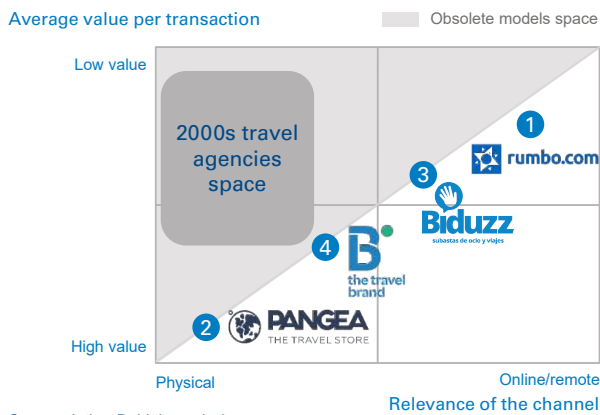 Average value per transaction
Obsolete models space
Low value
1
2000s travel
agencies
space
rumbo.com
3
Biduzz
subastas de ocio y viajes
4
B
the travel
brand
2
PANGEA
THE TRAVEL STORE
High value
Physical
Online/remote
Relevance of the channel